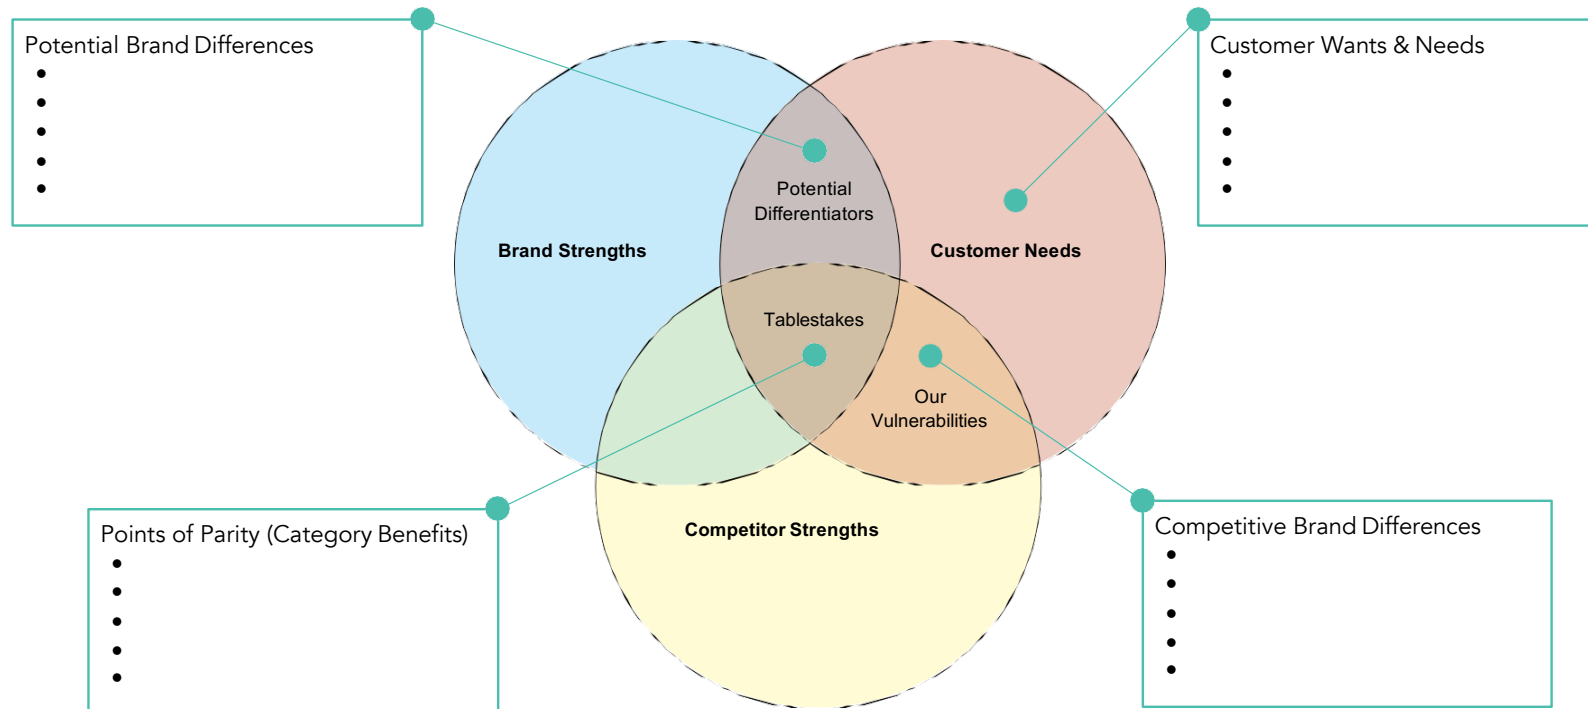 Potential Brand Differences
•
•
•
•
•
Customer Wants & Needs
•
•
•
•
•
Potential
Differentiators
Brand Strengths
Customer Needs
Tablestakes
Our
Vulnerabilities
Competitor Strengths
Points of Parity (Category Benefits)
•
•
•
•
•
Competitive Brand Differences
•
•
•
•
•